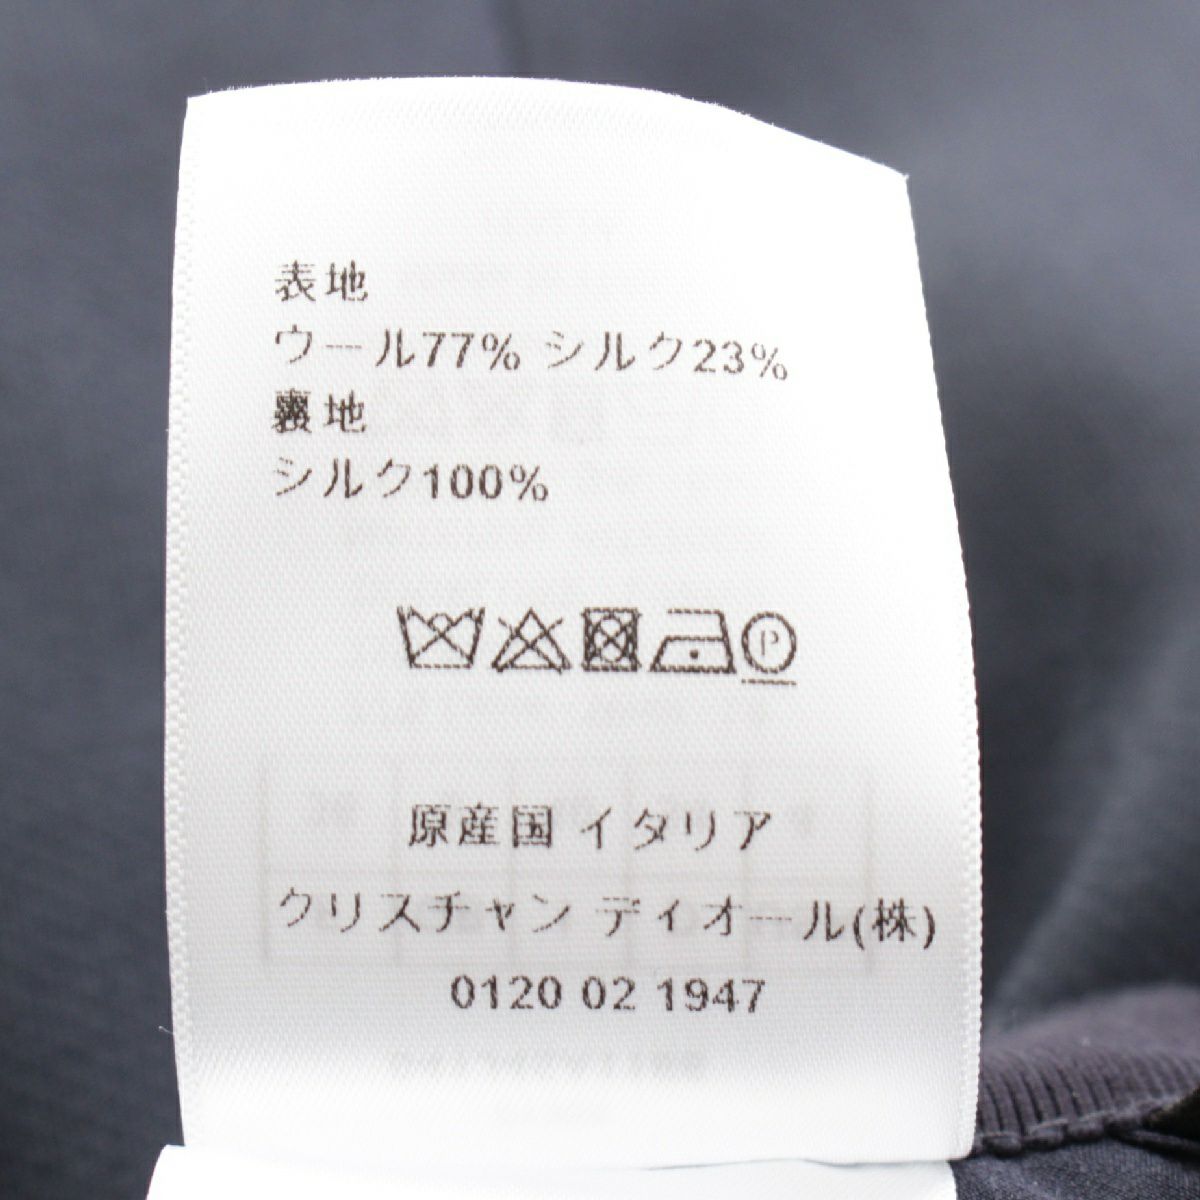 表地
ウール77% シルク23%
裏地
シルク100%
P
原産国 イタリア
クリスチャン ディオール(株)
0120 02 1947